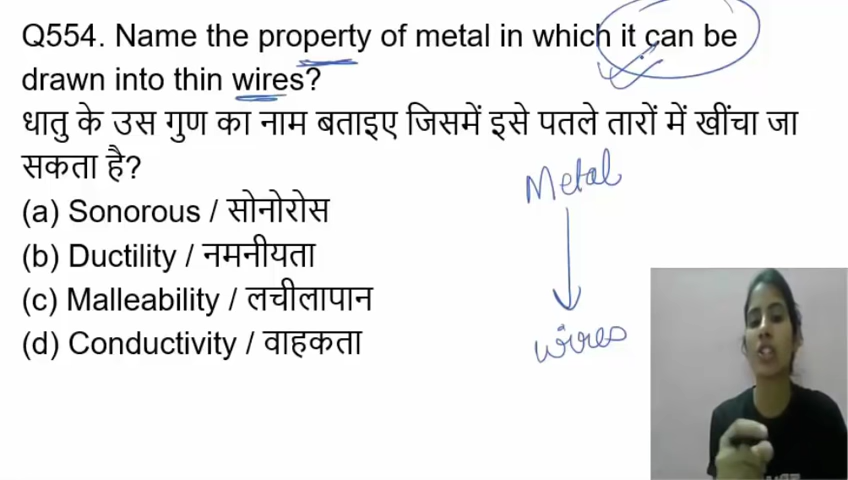 Q554. Name the property of metal in which it can be
drawn into thin wires?
धातु के उस गुण का नाम बताइए जिसमें इसे पतले तारों में खींचा जा
सकता है?
(a) Sonorous / सोनोरोस
(b) Ductility / नमनीयता
(c) Malleability / लचीलापान
(d) Conductivity / वाहकता
Metal
wires